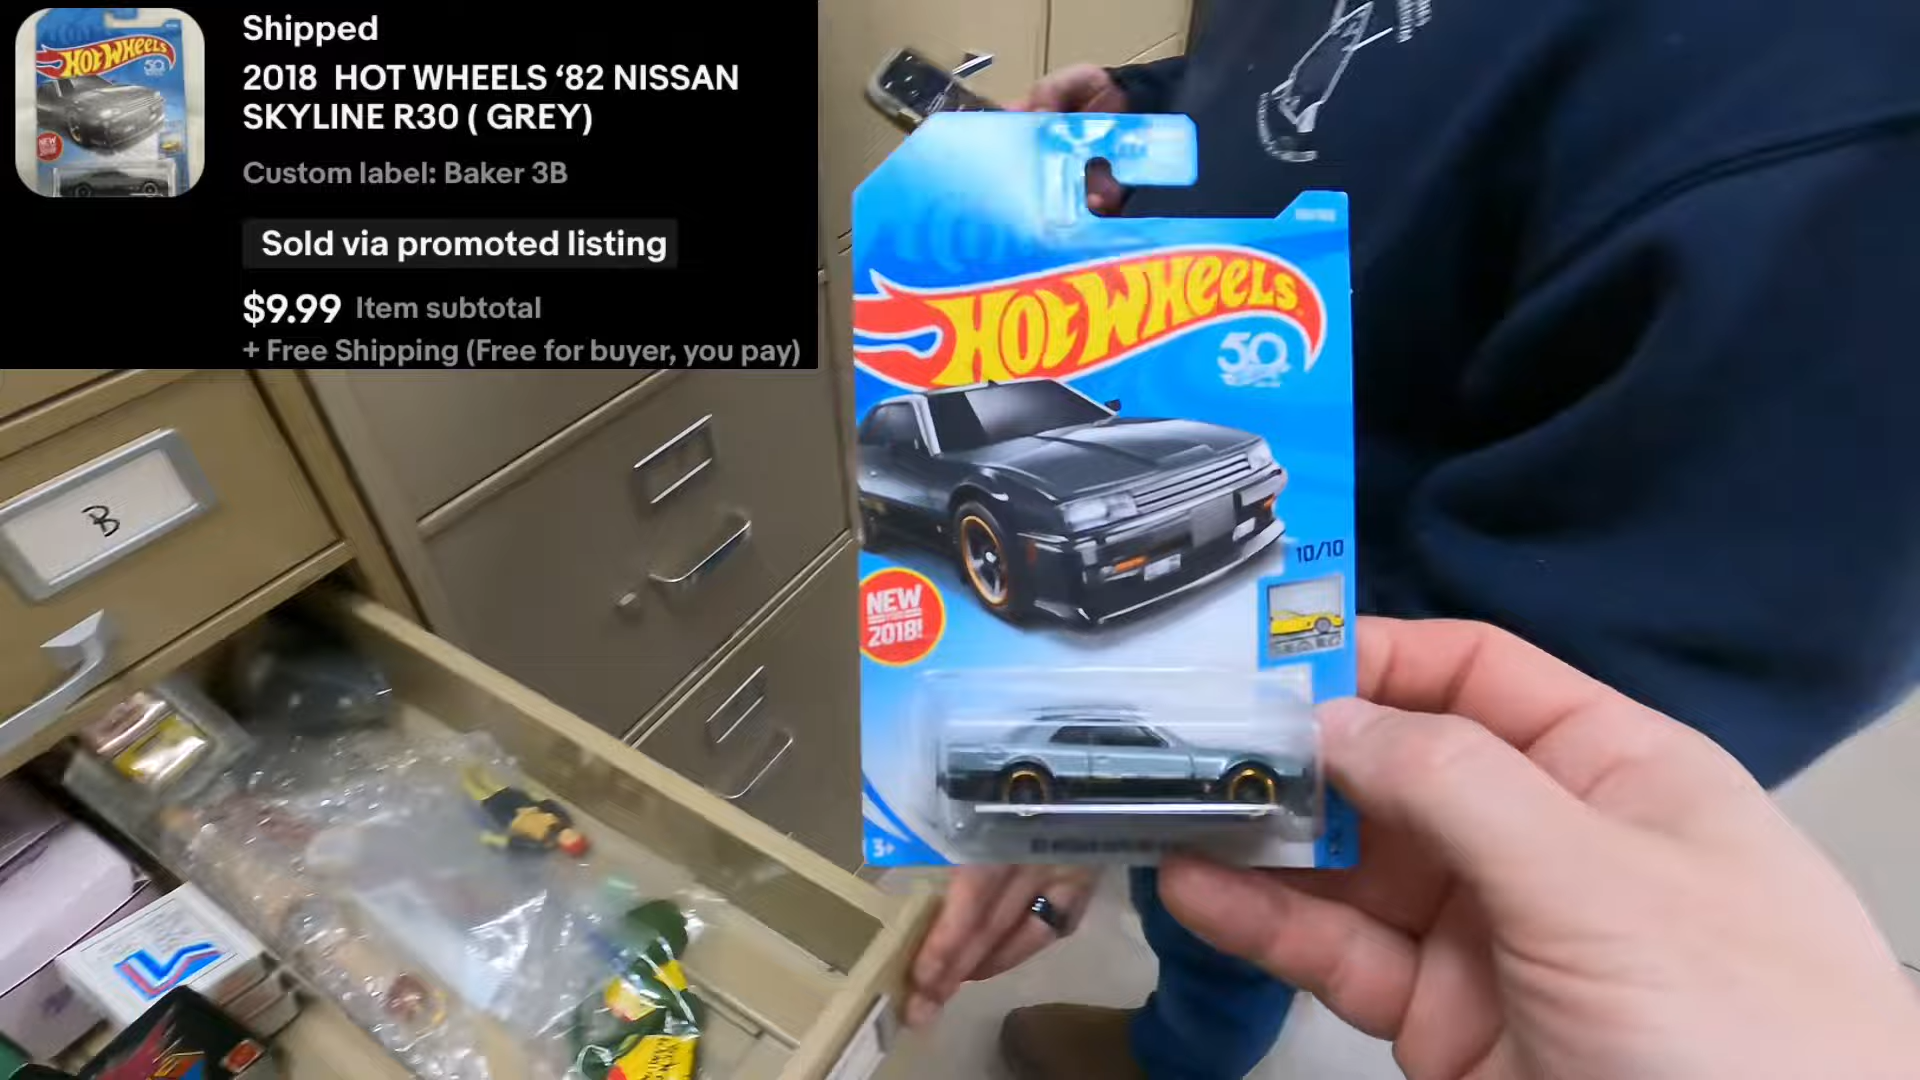 Shipped
2018 HOT WHEELS ‘82 NISSAN
SKYLINE R30 ( GREY)
Custom label: Baker 3B
Sold via promoted listing
$9.99 Item subtotal
+ Free Shipping (Free for buyer, you pay)
HOT WHEELS
50
10/10
NEW
2018!
3+
B